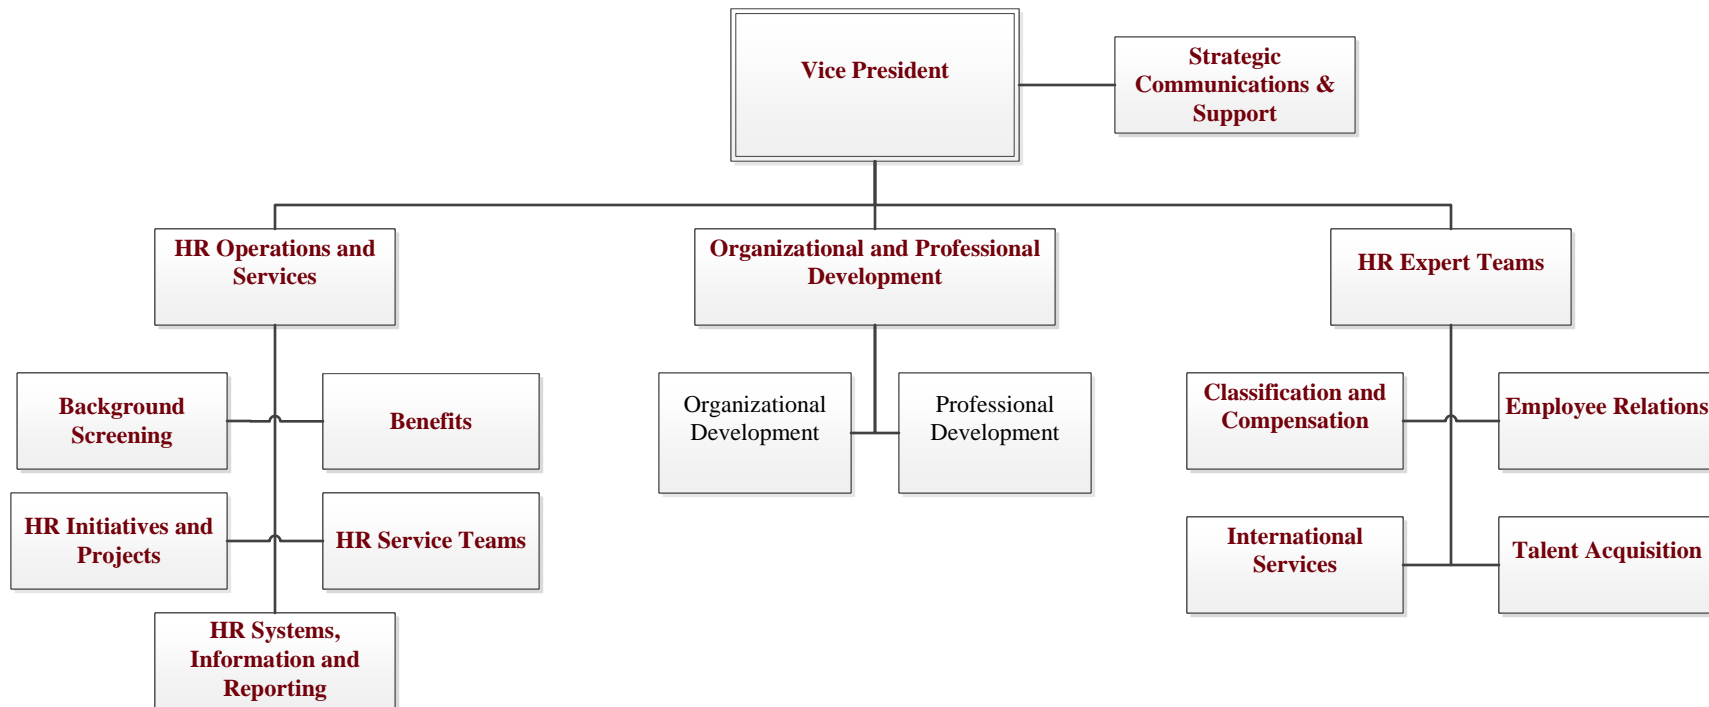 Vice President
Strategic
Communications &
Support
HR Operations and
Services
Organizational and Professional
Development
HR Expert Teams
Background
Screening
Benefits
Organizational
Development
Professional
Development
Classification and
Compensation
Employee Relations
HR Initiatives and
Projects
HR Service Teams
International
Services
Talent Acquisition
HR Systems,
Information and
Reporting